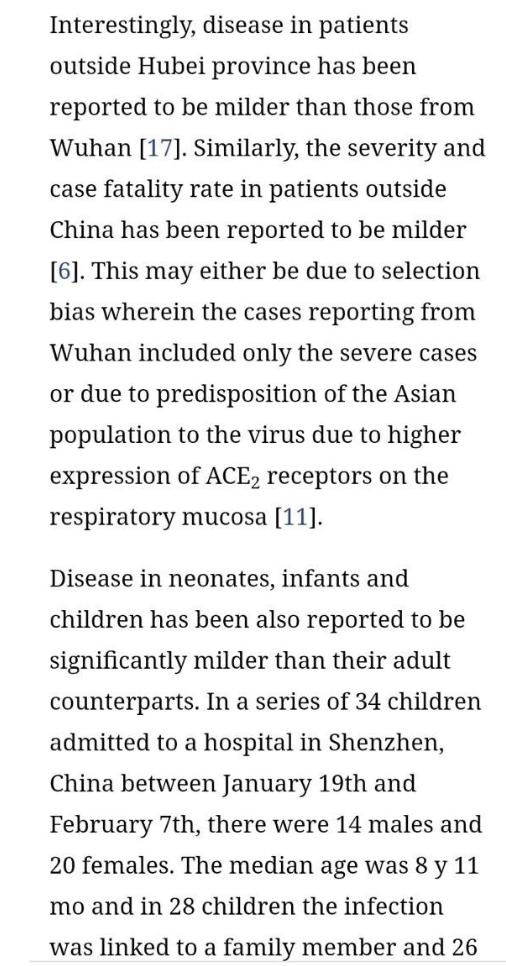 Interestingly, disease in patients
outside Hubei province has been
reported to be milder than those from
Wuhan [17]. Similarly, the severity and
case fatality rate in patients outside
China has been reported to be milder
[6]. This may either be due to selection
bias wherein the cases reporting from
Wuhan included only the severe cases
or due to predisposition of the Asian
population to the virus due to higher
expression of ACE₂ receptors on the
respiratory mucosa [11].
Disease in neonates, infants and
children has been also reported to be
significantly milder than their adult
counterparts. In a series of 34 children
admitted to a hospital in Shenzhen,
China between January 19th and
February 7th, there were 14 males and
20 females. The median age was 8 y 11
mo and in 28 children the infection
was linked to a family member and 26